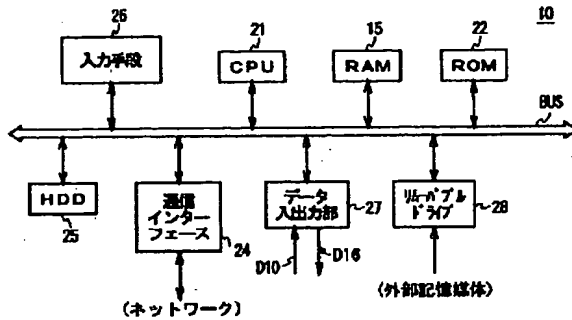 10
26
21
15
22
入力手段
CPU
RAM
ROM
BUS
HDD
25
通信
インター
フェース
24
データ
入出力部
27
リムーバブル
ドライブ
28
D10
D16
(ネットワーク)
(外部記憶媒体)